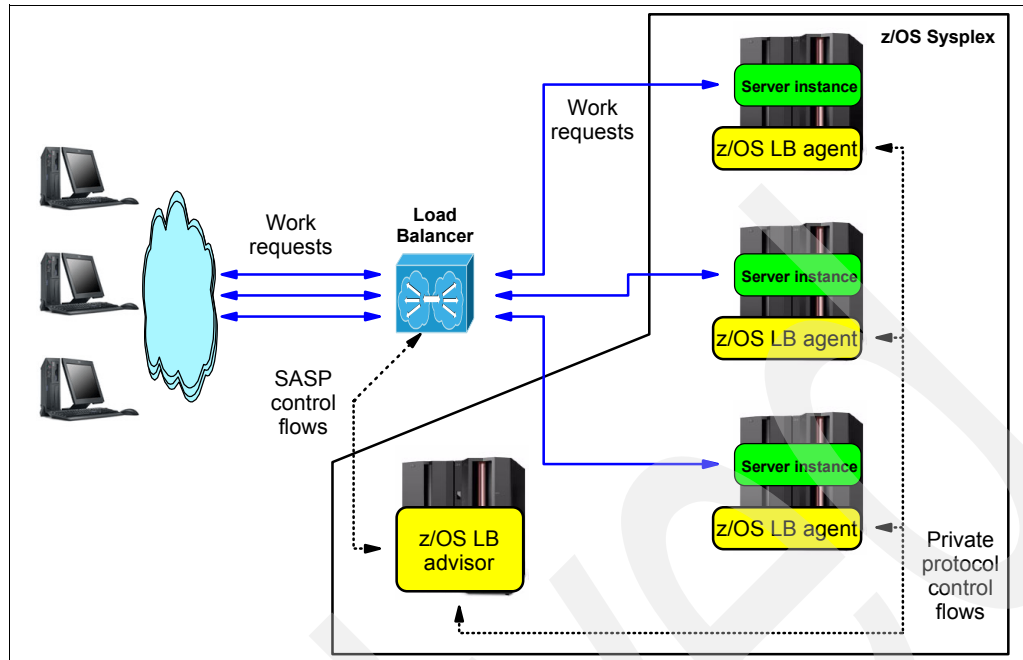 z/OS Sysplex
Server instance
z/OS LB agent
Work
requests
Load
Balancer
Work
requests
Server instance
z/OS LB agent
SASP
control
flows
Server instance
z/OS LB agent
z/OS LB
advisor
Private
protocol
control
flows